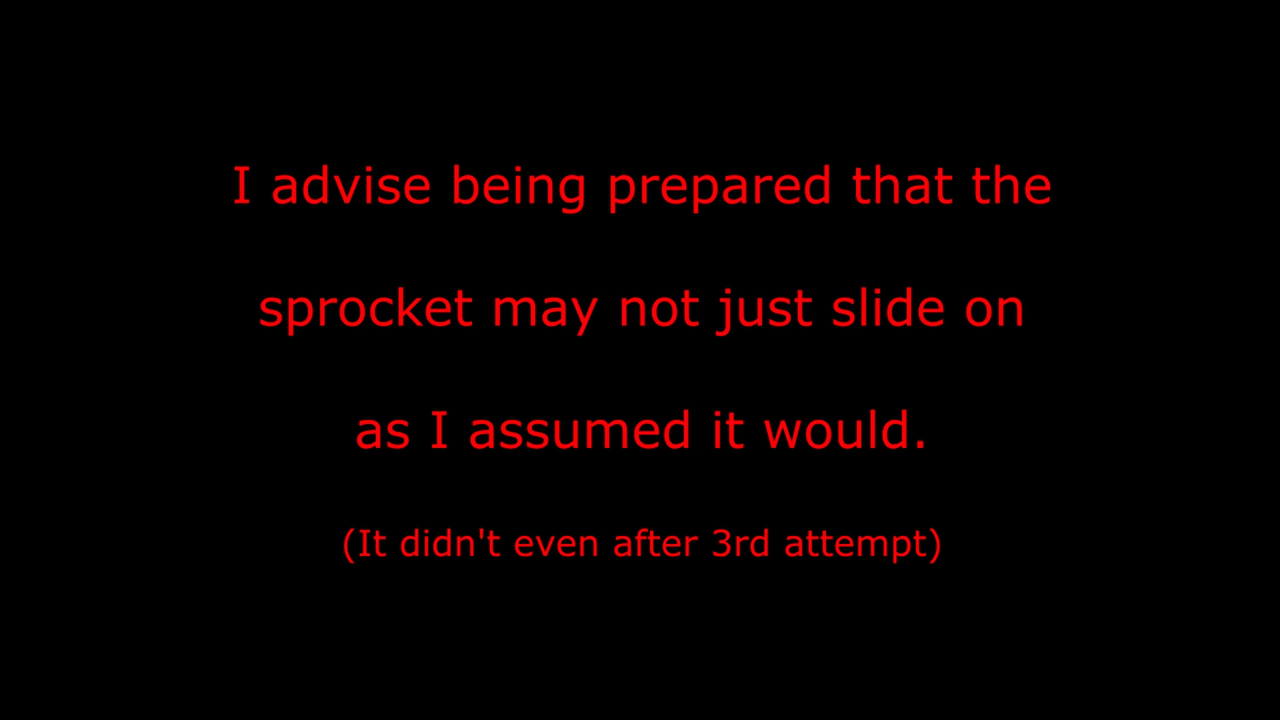 I advise being prepared that the
sprocket may not just slide on
as I assumed it would.
(It didn't even after 3rd attempt)